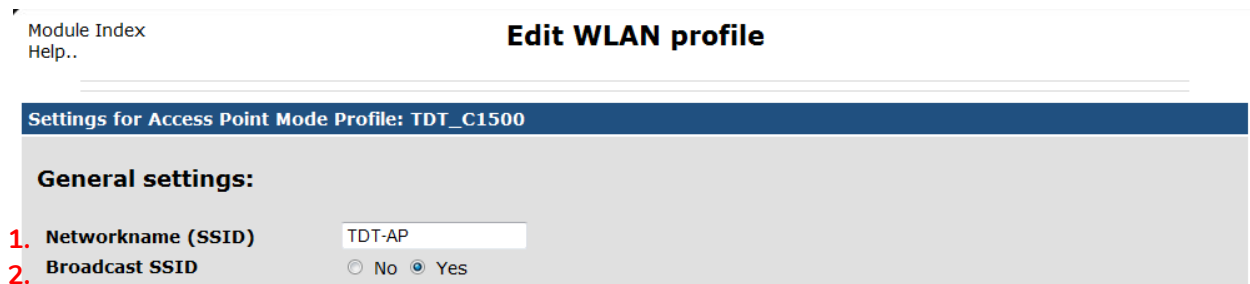 Module Index
Help..
Edit WLAN profile
Settings for Access Point Mode Profile: TDT_C1500
General settings:
1. Networkname (SSID) TDT-AP
2. Broadcast SSID No Yes